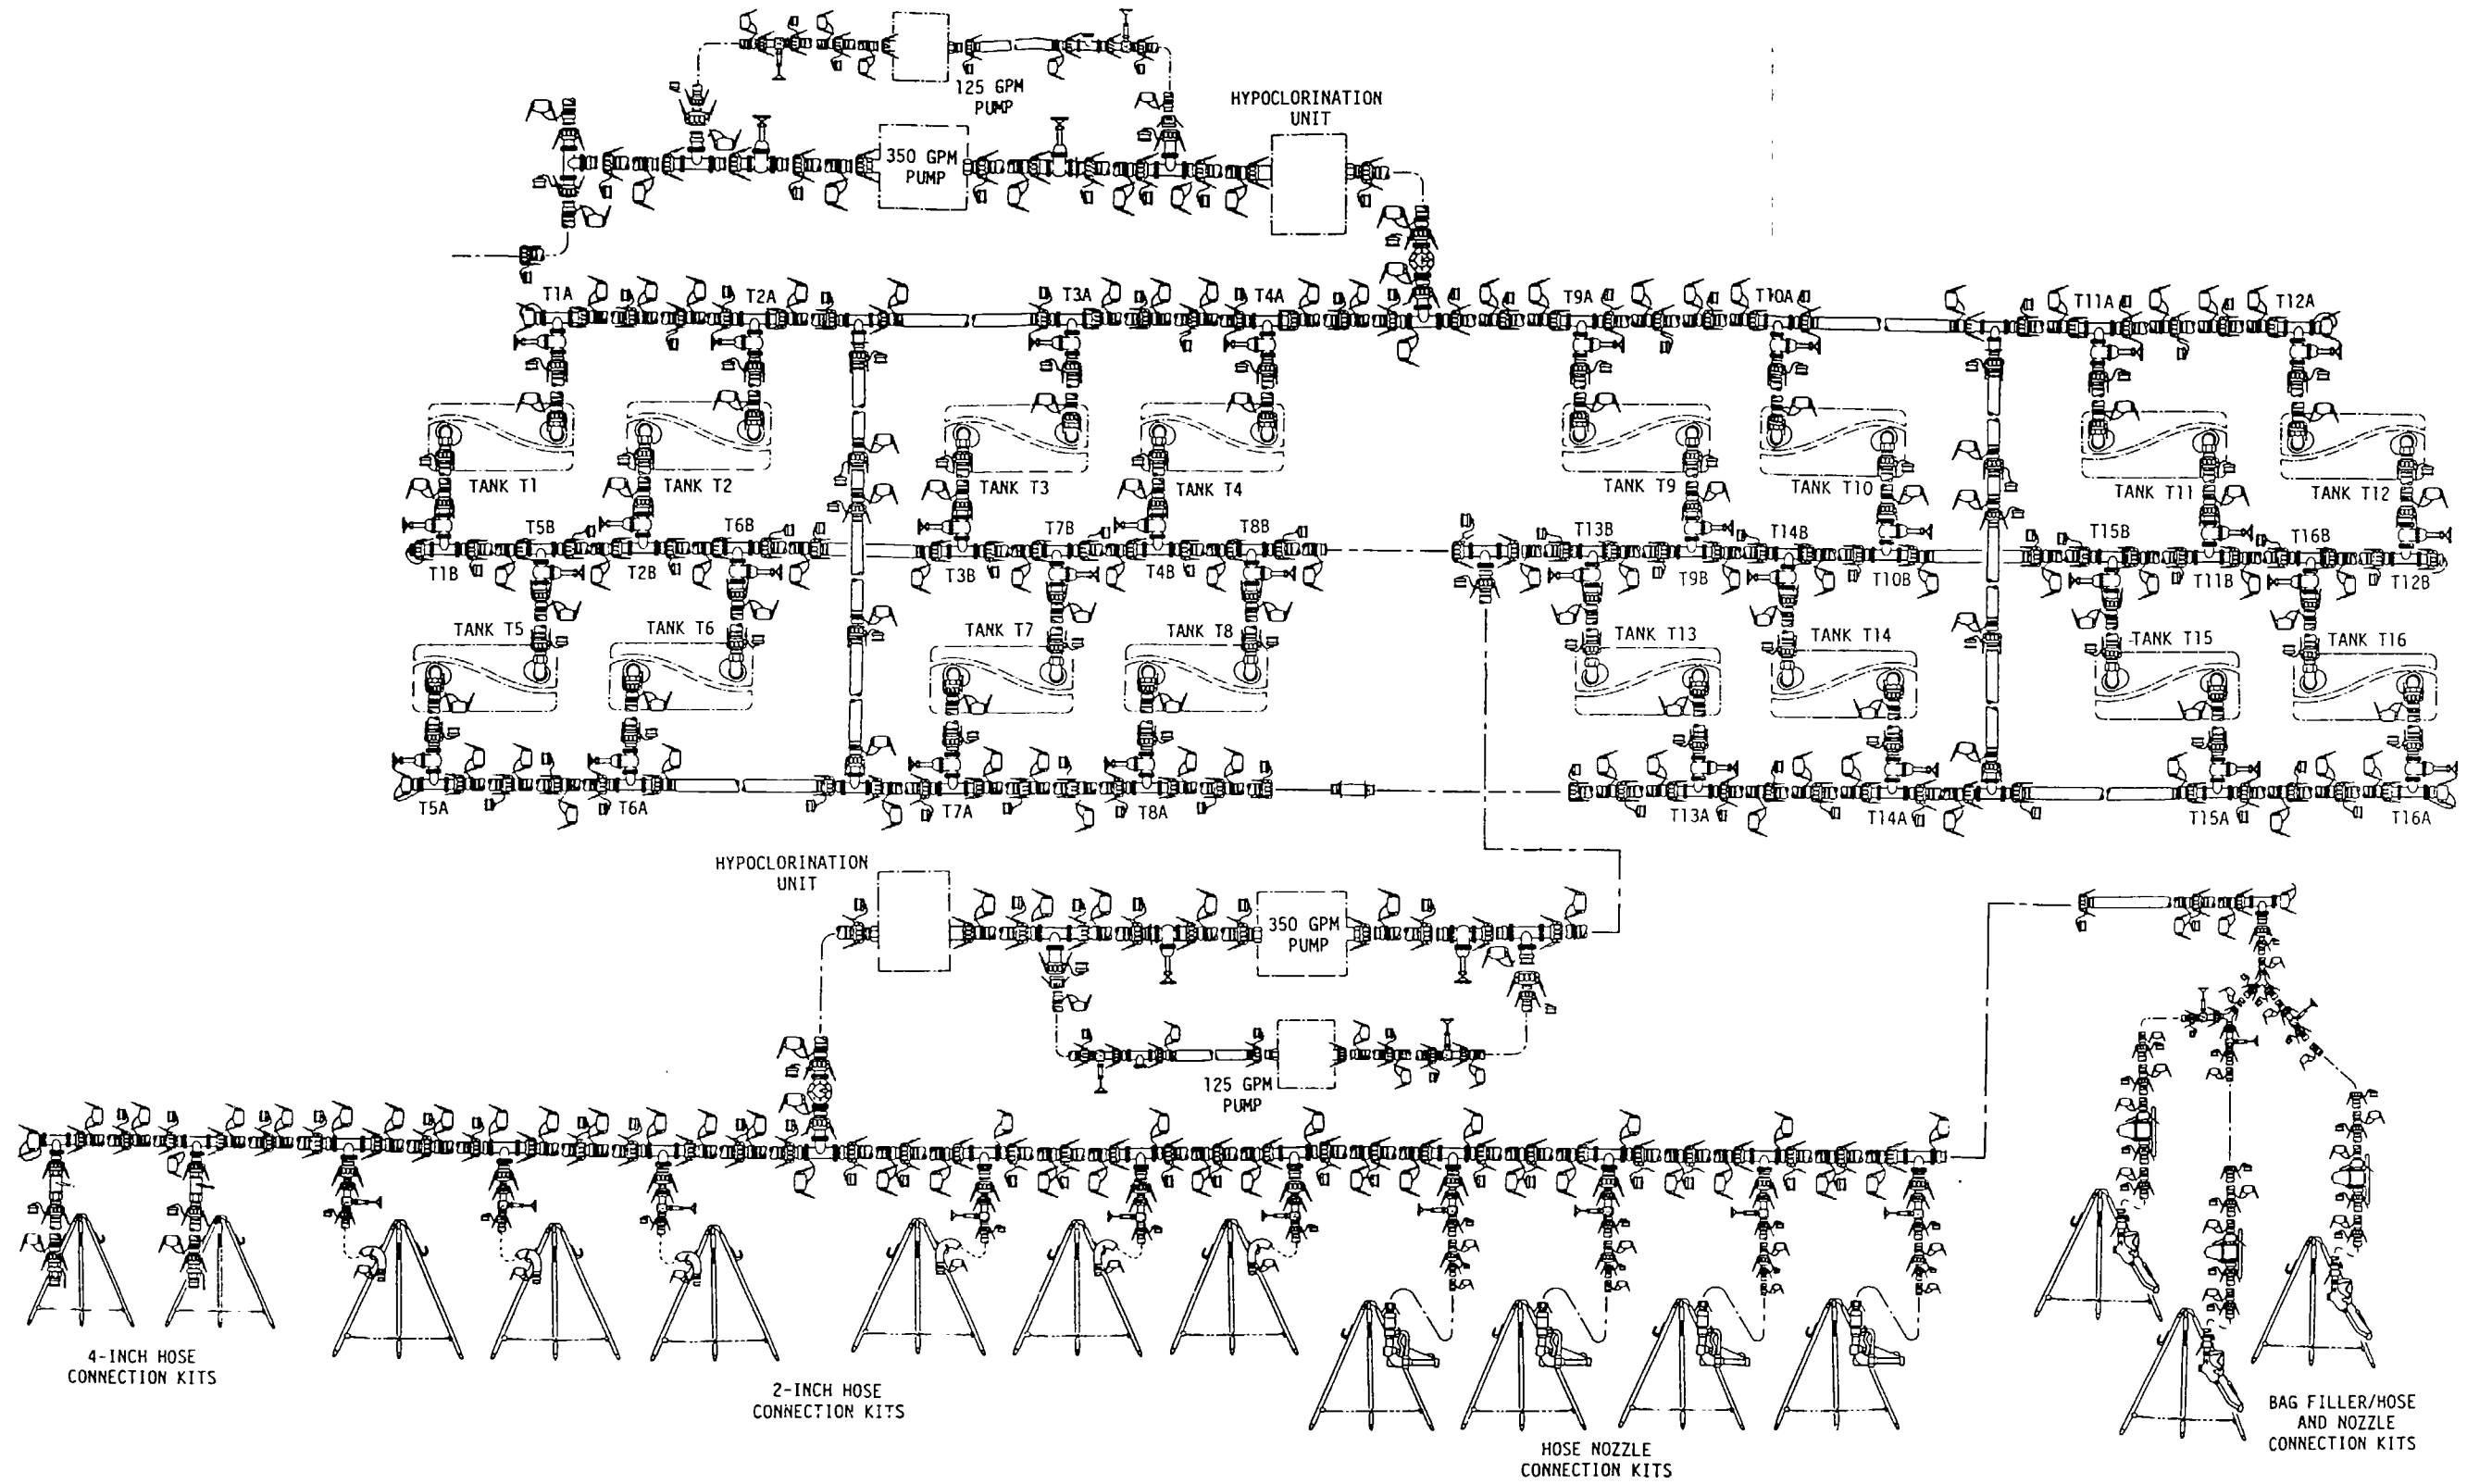 125 GPM
PUMP
HYPOCLORINATION
UNIT
350 GPM
PUMP
T1A
T2A
T3A
T4A
T9A
T10A
T11A
T12A
TANK T1
TANK T2
TANK T3
TANK T4
TANK T9
TANK T10
TANK T11
TANK T12
T5B
T6B
T7B
T8B
T13B
T14B
T15B
T16B
T1B
T2B
T3B
T4B
T9B
T10B
T11B
T12B
TANK T5
TANK T6
TANK T7
TANK T8
TANK T13
TANK T14
TANK T15
TANK T16
T5A
T6A
T7A
T8A
T13A
T14A
T15A
T16A
HYPOCLORINATION
UNIT
350 GPM
PUMP
125 GPM
PUMP
4-INCH HOSE
CONNECTION KITS
2-INCH HOSE
CONNECTION KITS
HOSE NOZZLE
CONNECTION KITS
BAG FILLER/HOSE
AND NOZZLE
CONNECTION KITS